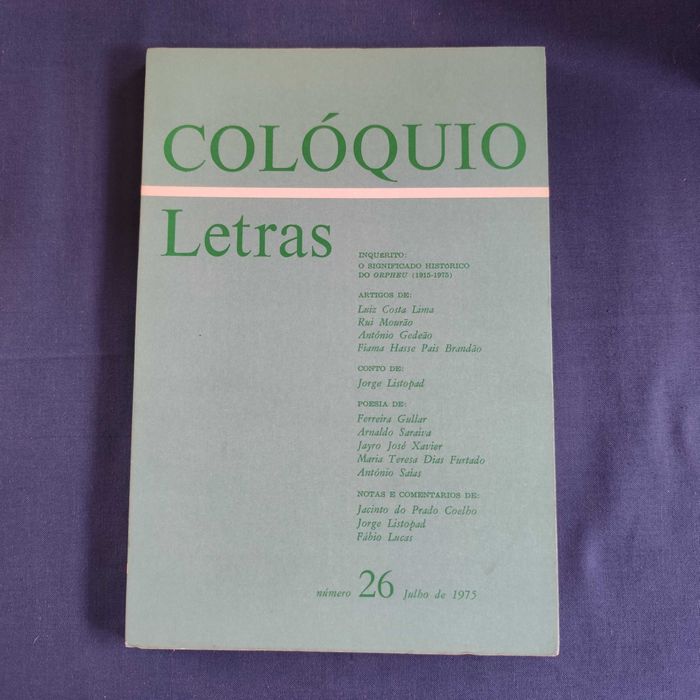 COLÓQUIO
Letras
INQUÉRITO:
O SIGNIFICADO HISTÓRICO
DO ORPHEU (1915-1975)
ARTIGOS DE:
Luiz Costa Lima
Rui Mourão
António Gedeão
Fiama Hasse Pais Brandão
CONTO DE:
Jorge Listopad
POESIA DE:
Ferreira Gullar
Arnaldo Saraiva
Jayro José Xavier
Maria Teresa Dias Furtado
António Salas
NOTAS E COMENTÁRIOS DE:
Jacinto do Prado Coelho
Jorge Listopad
Fábio Lucas
número 26 Julho de 1975